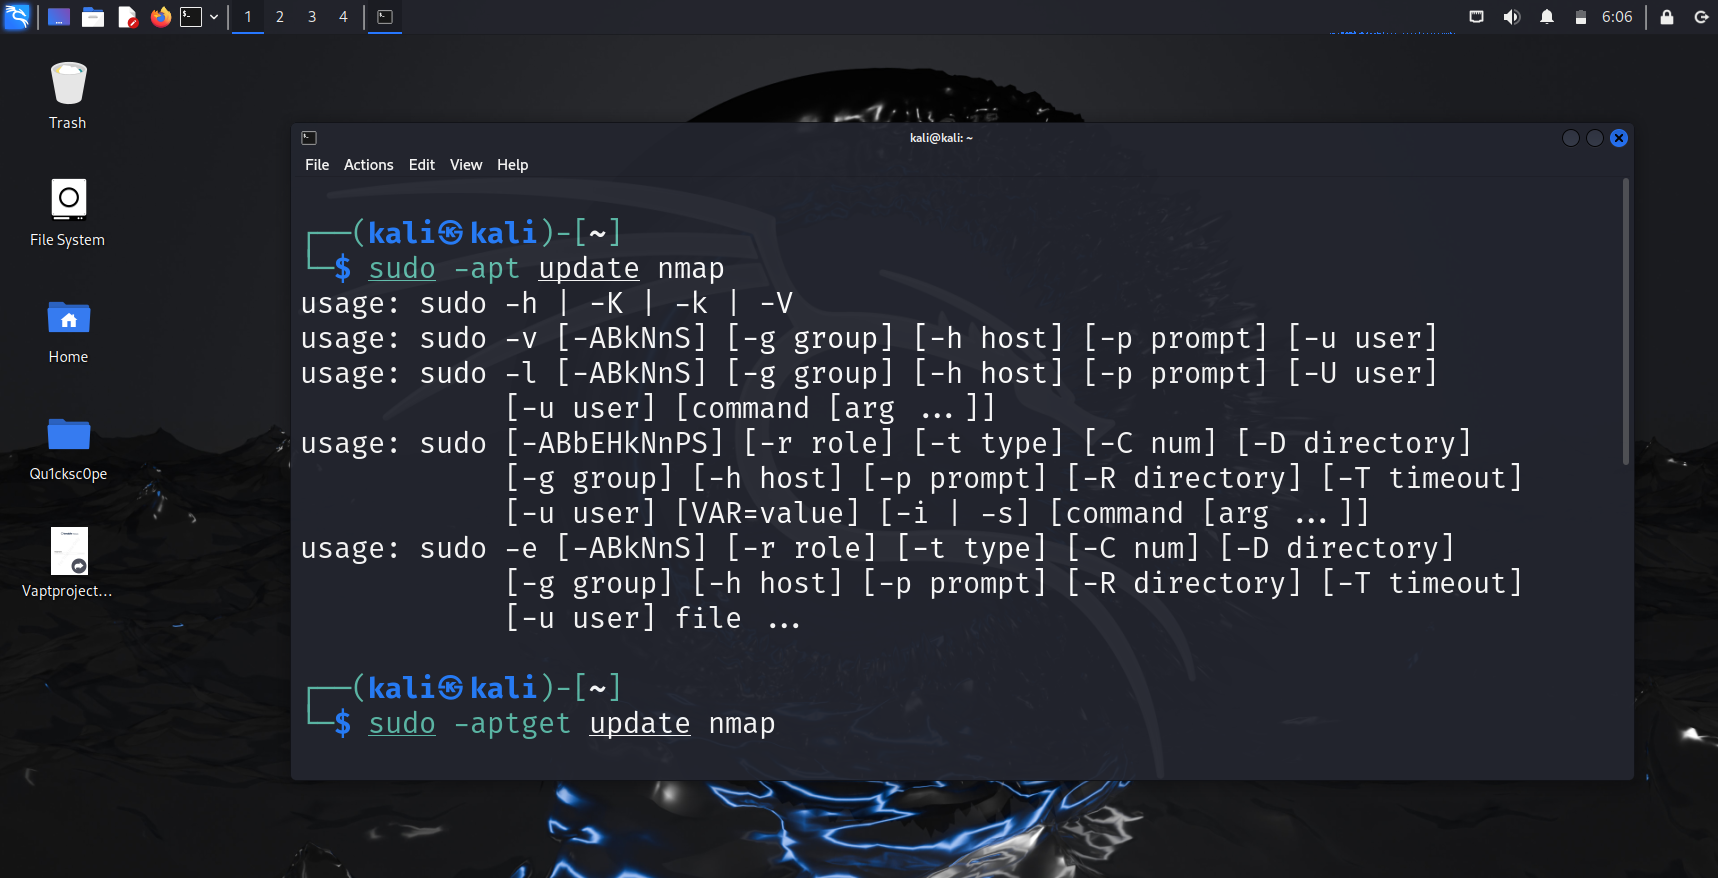 1 2 3 4
6:06
Trash
File System
Home
Qu1cksc0pe
Vaptproject...
kali@kali: ~
File Actions Edit View Help
┌──(kali㉿kali)-[~]
└─$ sudo -apt update nmap
usage: sudo -h | -K | -k | -V
usage: sudo -v [-ABkNnS] [-g group] [-h host] [-p prompt] [-u user]
usage: sudo -l [-ABkNnS] [-g group] [-h host] [-p prompt] [-U user]
[-u user] [command [arg ...]]
usage: sudo [-ABbEHkNnPS] [-r role] [-t type] [-C num] [-D directory]
[-g group] [-h host] [-p prompt] [-R directory] [-T timeout]
[-u user] [VAR=value] [-i | -s] [command [arg ...]]
usage: sudo -e [-ABkNnS] [-r role] [-t type] [-C num] [-D directory]
[-g group] [-h host] [-p prompt] [-R directory] [-T timeout]
[-u user] file ...
┌──(kali㉿kali)-[~]
└─$ sudo -aptget update nmap